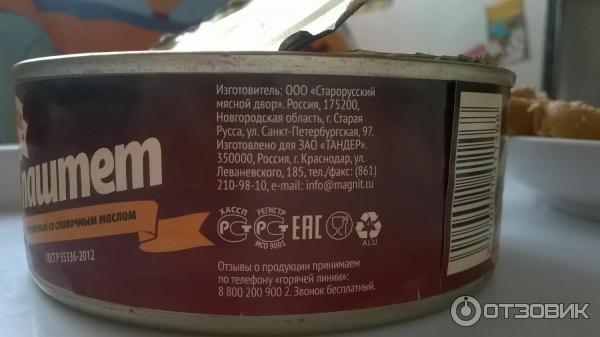 паштет
со сливочным маслом
ГОСТ Р 55336-2012
Изготовитель: ООО «Старорусский
мясной двор». Россия, 175200,
Новгородская область, г. Старая
Русса, ул. Санкт-Петербургская, 97.
Изготовлено для ЗАО «ТАНДЕР».
350000, Россия, г. Краснодар, ул.
Леваневского, 185, тел./факс: (861)
210-98-10, e-mail: info@magnit.ru
ХАССП РЕГИСТР
ИСО 9001
ЕАС
ALU
Отзывы о продукции принимаем
по телефону «горячей линии»:
8 800 200 900 2. Звонок бесплатный.
ОТЗОВИК